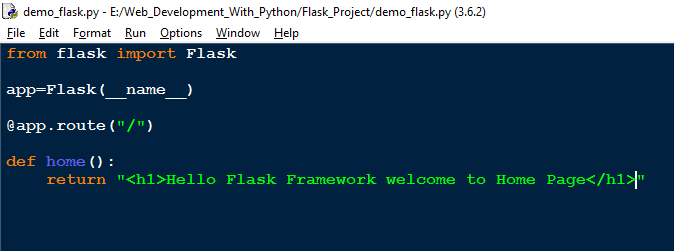 demo_flask.py - E:/Web_Development_With_Python/Flask_Project/demo_flask.py (3.6.2)
File Edit Format Run Options Window Help
from flask import Flask
app=Flask(__name__)
@app.route("/")
def home():
    return "<h1>Hello Flask Framework welcome to Home Page</h1>"